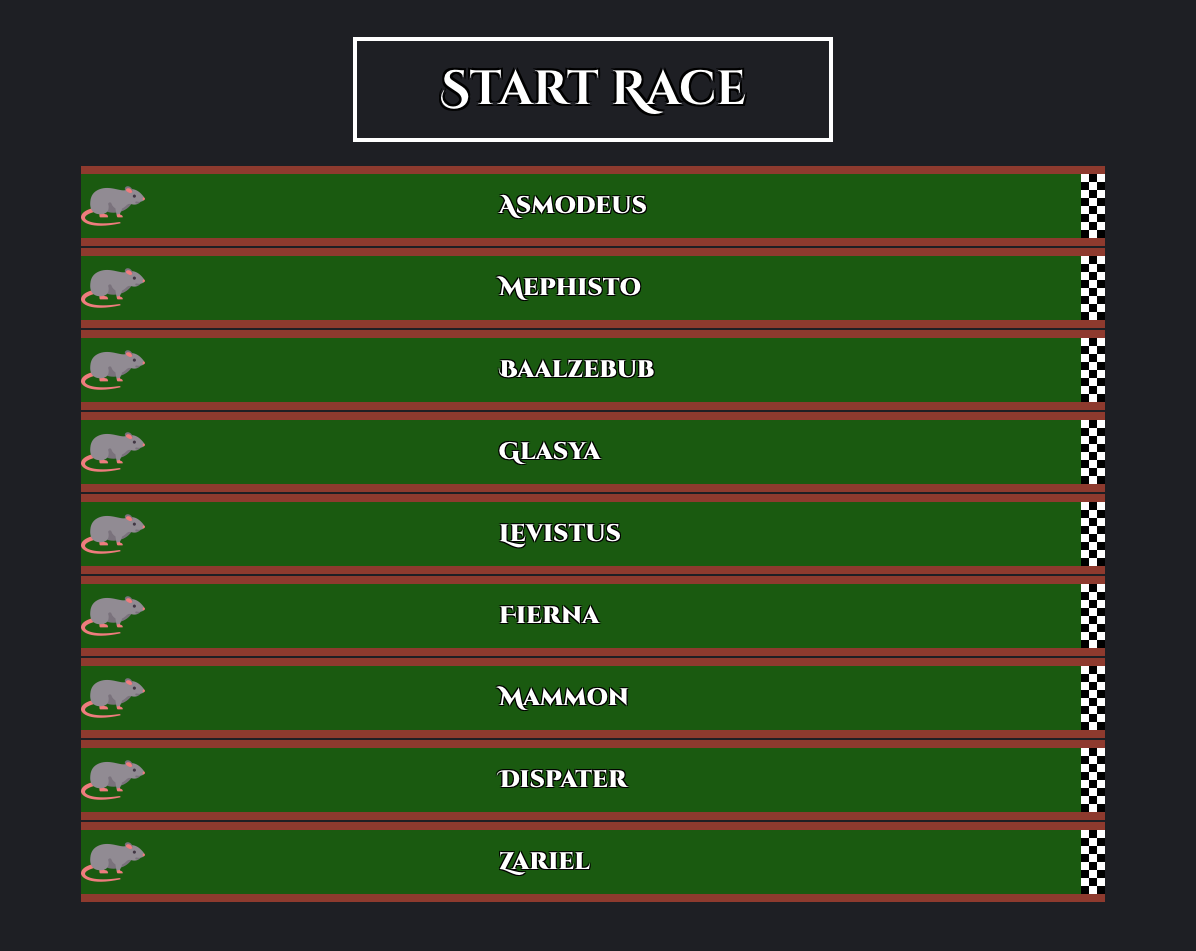 Start Race
Asmodeus
Mephisto
Baalzebub
Glasya
Levistus
Fierna
Mammon
Dispater
Zariel